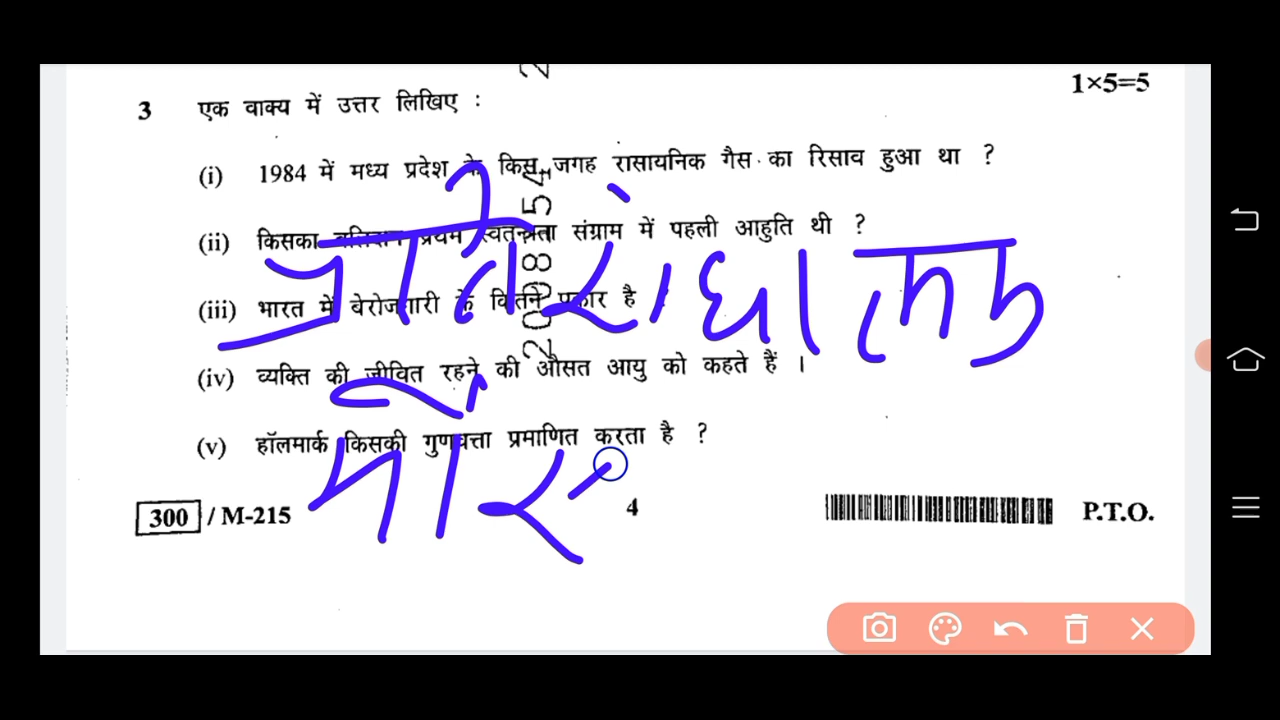 1×5=5
3 एक वाक्य में उत्तर लिखिए :
(i) 1984 में मध्य प्रदेश के किस जगह रासायनिक गैस का रिसाव हुआ था ?
(ii) किसका बलिदान प्रथम स्वतन्त्रता संग्राम में पहली आहुति थी ?
(iii) भारत में बेरोजगारी के कितने प्रकार है ?
(iv) व्यक्ति की जीवित रहने की औसत आयु को कहते हैं ।
(v) हॉलमार्क किसकी गुणवत्ता प्रमाणित करता है ?
300 / M-215
4
P.T.O.